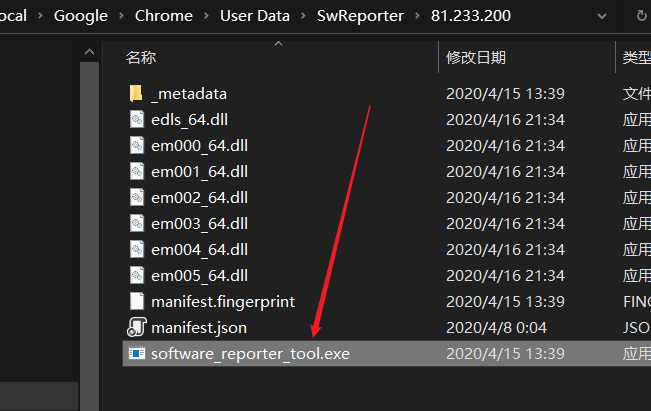 ocal > Google > Chrome > User Data > SwReporter > 81.233.200
名称 修改日期 类型
_metadata 2020/4/15 13:39 文件
edls_64.dll 2020/4/16 21:34 应用
em000_64.dll 2020/4/16 21:34 应用
em001_64.dll 2020/4/16 21:34 应用
em002_64.dll 2020/4/16 21:34 应用
em003_64.dll 2020/4/16 21:34 应用
em004_64.dll 2020/4/16 21:34 应用
em005_64.dll 2020/4/16 21:34 应用
manifest.fingerprint 2020/4/15 13:39 FING
manifest.json 2020/4/8 0:04 JSO
software_reporter_tool.exe 2020/4/15 13:39 应用